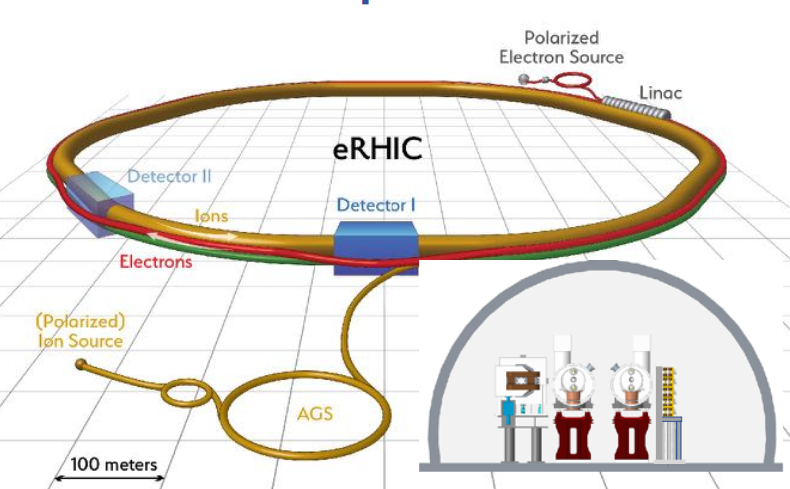 Polarized
Electron Source
Linac
eRHIC
Detector II
Detector I
Ions
Electrons
(Polarized)
Ion Source
AGS
100 meters